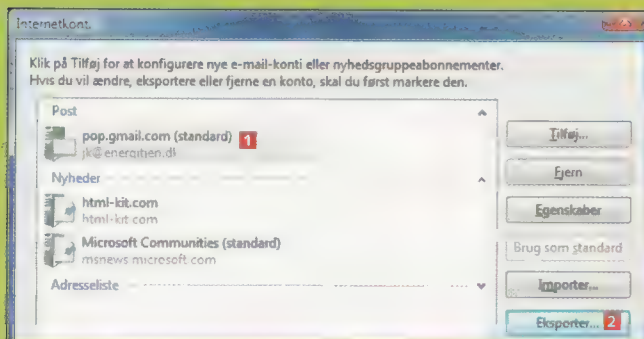 Internetkont.
Klik på Tilføj for at konfigurere nye e-mail-konti eller nyhedsgruppeabonnementer.
Hvis du vil ændre, eksportere eller fjerne en konto, skal du først markere den.
Post
pop.gmail.com (standard) 1
Nyheder
html-kit.com
html-kit.com
Microsoft Communities (standard)
msnews.microsoft.com
Adresseliste
Tilføj...
Fjern
Egenskaber
Brug som standard
Importer...
Eksporter... 2